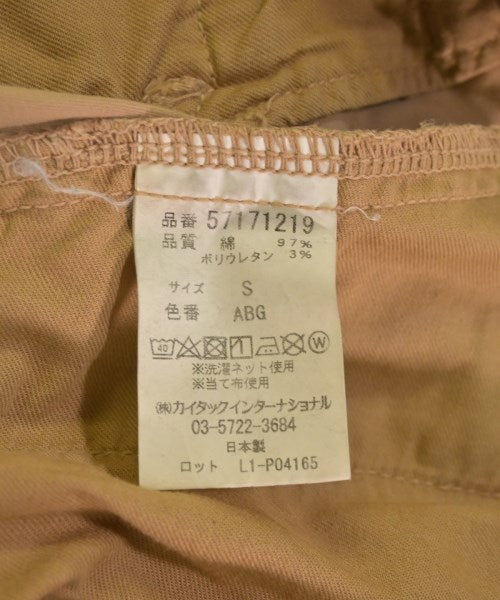 品番 57171219
品質 綿 97%
ポリウレタン 3%
サイズ S
色番 ABG
40 W
※洗濯ネット使用
※当て布使用
㈱カイタックインターナショナル
03-5722-3684
日本製
ロット L1-P04165